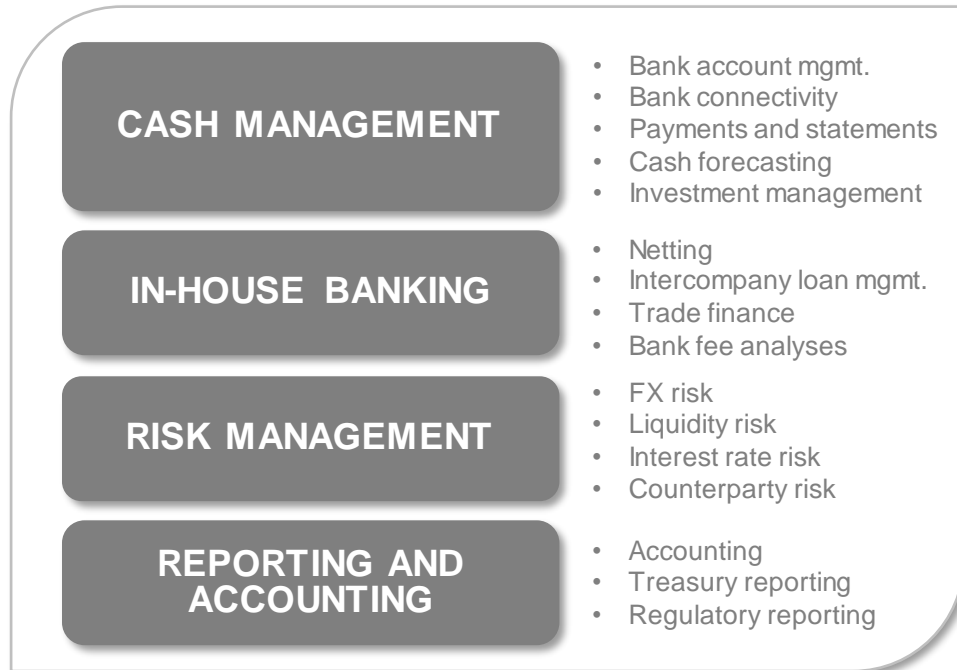 CASH MANAGEMENT
• Bank account mgmt.
• Bank connectivity
• Payments and statements
• Cash forecasting
• Investment management
IN-HOUSE BANKING
• Netting
• Intercompany loan mgmt.
• Trade finance
• Bank fee analyses
RISK MANAGEMENT
• FX risk
• Liquidity risk
• Interest rate risk
• Counterparty risk
REPORTING AND
ACCOUNTING
• Accounting
• Treasury reporting
• Regulatory reporting